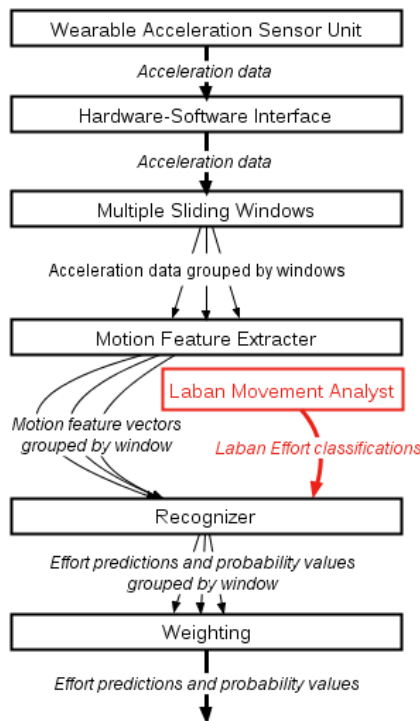 Wearable Acceleration Sensor Unit
Acceleration data
Hardware-Software Interface
Acceleration data
Multiple Sliding Windows
Acceleration data grouped by windows
Motion Feature Extracter
Laban Movement Analyst
Motion feature vectors
grouped by window
Laban Effort classifications
Recognizer
Effort predictions and probability values
grouped by window
Weighting
Effort predictions and probability values